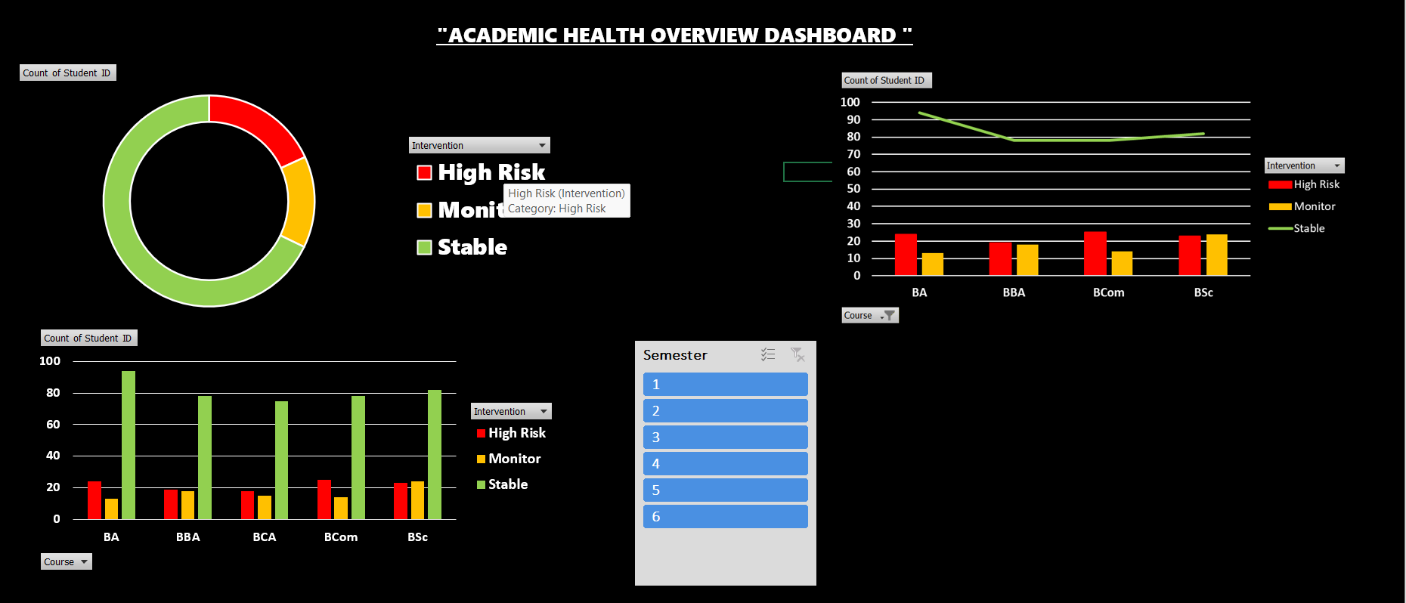 "ACADEMIC HEALTH OVERVIEW DASHBOARD "
Count of Student ID
Intervention
High Risk
High Risk (Intervention)
Category: High Risk
Stable
Count of Student ID
100
90
80
70
60
50
40
30
20
10
0
BA BBA BCom BSc
Intervention
High Risk
Monitor
Stable
Course
Count of Student ID
100
80
60
40
20
0
BA BBA BCA BCom BSc
Intervention
High Risk
Monitor
Stable
Course
Semester
1
2
3
4
5
6